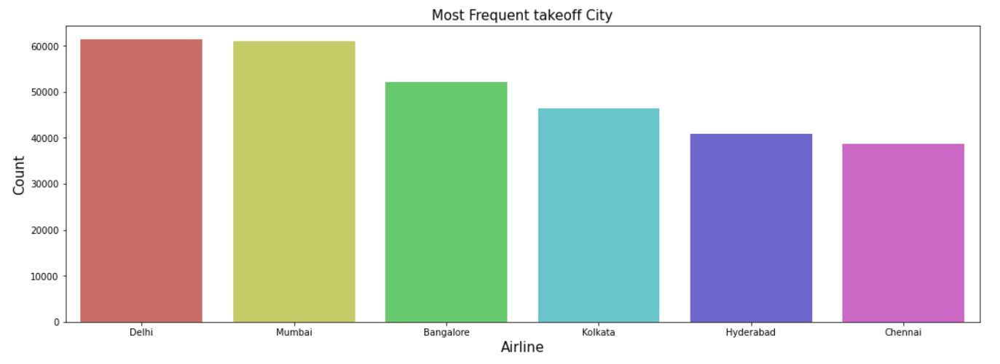 Most Frequent takeoff City
60000
50000
40000
30000
20000
10000
0
Count
Delhi Mumbai Bangalore Kolkata Hyderabad Chennai
Airline